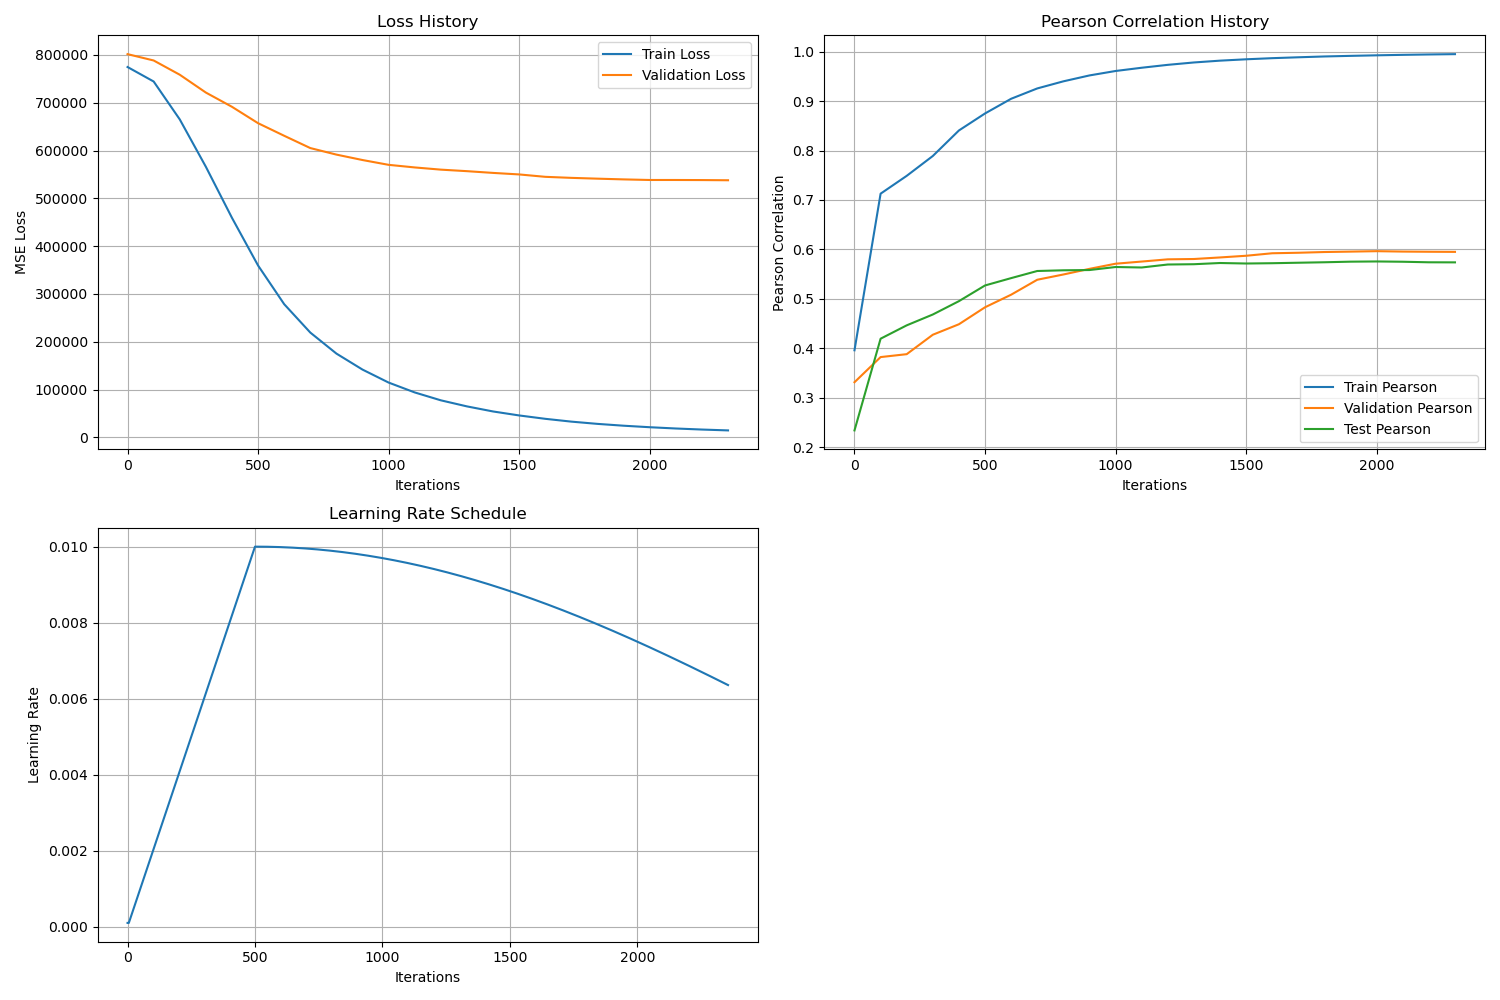 Loss History
800000
700000
600000
500000
400000
300000
200000
100000
0
MSE Loss
Train Loss
Validation Loss
0 500 1000 1500 2000
Iterations
Pearson Correlation History
1.0
0.9
0.8
0.7
0.6
0.5
0.4
0.3
0.2
Pearson Correlation
Train Pearson
Validation Pearson
Test Pearson
0 500 1000 1500 2000
Iterations
Learning Rate Schedule
0.010
0.008
0.006
0.004
0.002
0.000
Learning Rate
0 500 1000 1500 2000
Iterations